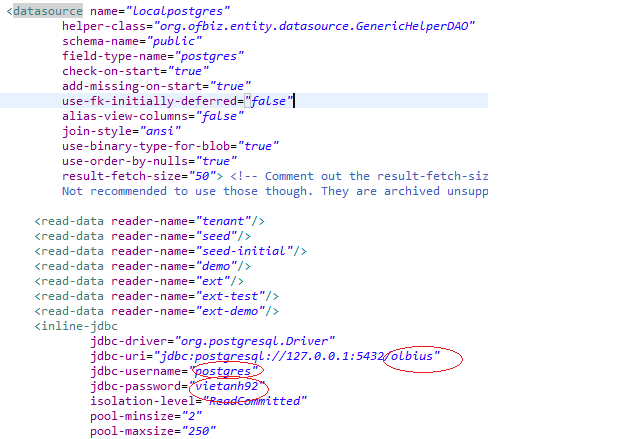 <datasource name="localpostgres"
helper-class="org.ofbiz.entity.datasource.GenericHelperDAO"
schema-name="public"
field-type-name="postgres"
check-on-start="true"
add-missing-on-start="true"
use-fk-initially-deferred="false"
alias-view-columns="false"
join-style="ansi"
use-binary-type-for-blob="true"
use-order-by-nulls="true"
result-fetch-size="50"> <!-- Comment out the result-fetch-siz
Not recommended to use those though. They are archived unsupp
<read-data reader-name="tenant"/>
<read-data reader-name="seed"/>
<read-data reader-name="seed-initial"/>
<read-data reader-name="demo"/>
<read-data reader-name="ext"/>
<read-data reader-name="ext-test"/>
<read-data reader-name="ext-demo"/>
<inline-jdbc
jdbc-driver="org.postgresql.Driver"
jdbc-uri="jdbc:postgresql://127.0.0.1:5432/olbius"
jdbc-username="postgres"
jdbc-password="vietanh92"
isolation-level="ReadCommitted"
pool-minsize="2"
pool-maxsize="250"